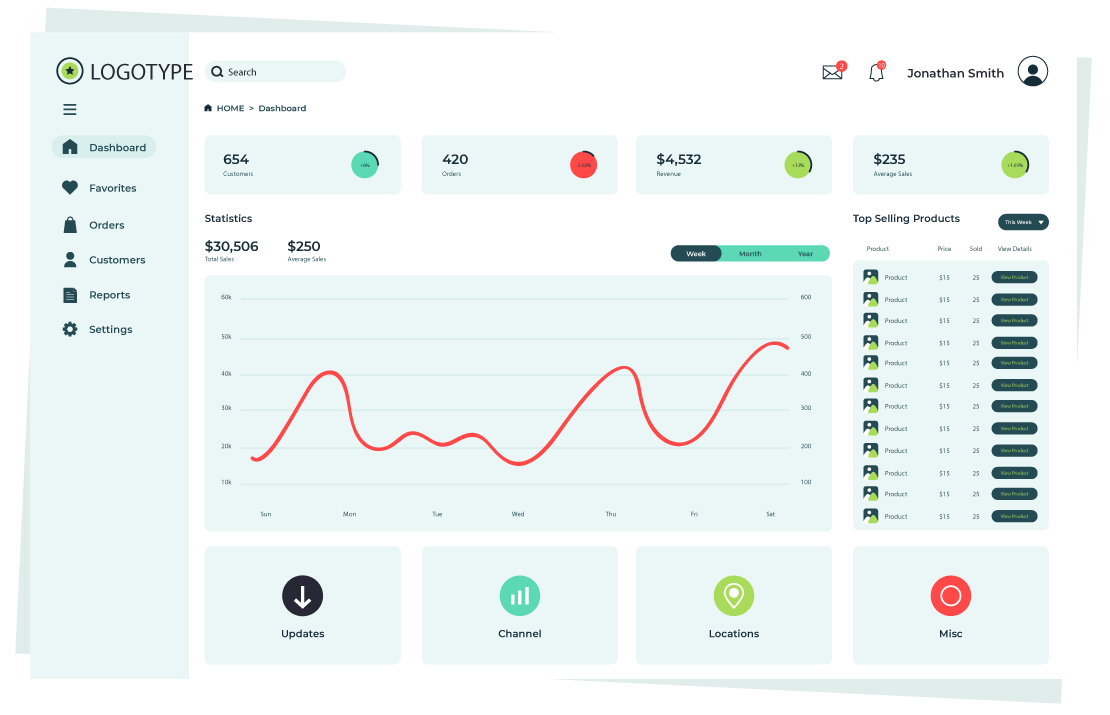 LOGOTYPE
Search
2
Jonathan Smith
HOME > Dashboard
Dashboard
Favorites
Orders
Customers
Reports
Settings
654
Customers
+8%
420
Orders
$4,532
Revenue
+13%
$235
Average Sales
Statistics
$30,506
Total Sales
$250
Average Sales
Week Month Year
60k 600
50k 500
40k 400
30k 300
20k 200
10k 100
Sun Mon Tue Wed Thu Fri Sat
Top Selling Products
This Week
Product Price Sold View Details
Product $15 25 View Product
Product $15 25 View Product
Product $15 25 View Product
Product $15 25 View Product
Product $15 25 View Product
Product $15 25 View Product
Product $15 25 View Product
Product $15 25 View Product
Product $15 25 View Product
Product $15 25 View Product
Product $15 25 View Product
Product $15 25 View Product
Updates
Channel
Locations
Misc